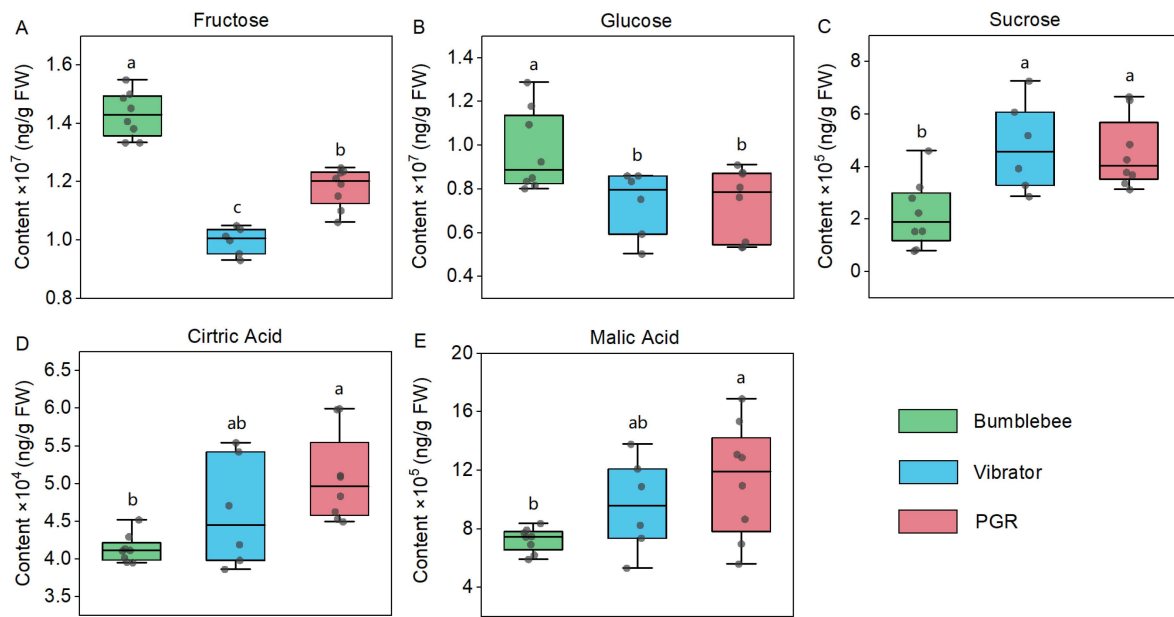 A Fructose
Content ×10⁷ (ng/g FW)
1.6
1.4
1.2
1.0
0.8
a
c
b
B Glucose
Content ×10⁷ (ng/g FW)
1.4
1.2
1.0
0.8
0.6
0.4
a
b
b
C Sucrose
Content ×10⁵ (ng/g FW)
8
6
4
2
0
b
a
a
D Cirtric Acid
Content ×10⁴ (ng/g FW)
6.5
6.0
5.5
5.0
4.5
4.0
3.5
b
ab
a
E Malic Acid
Content ×10⁵ (ng/g FW)
20
16
12
8
4
b
ab
a
Bumblebee
Vibrator
PGR